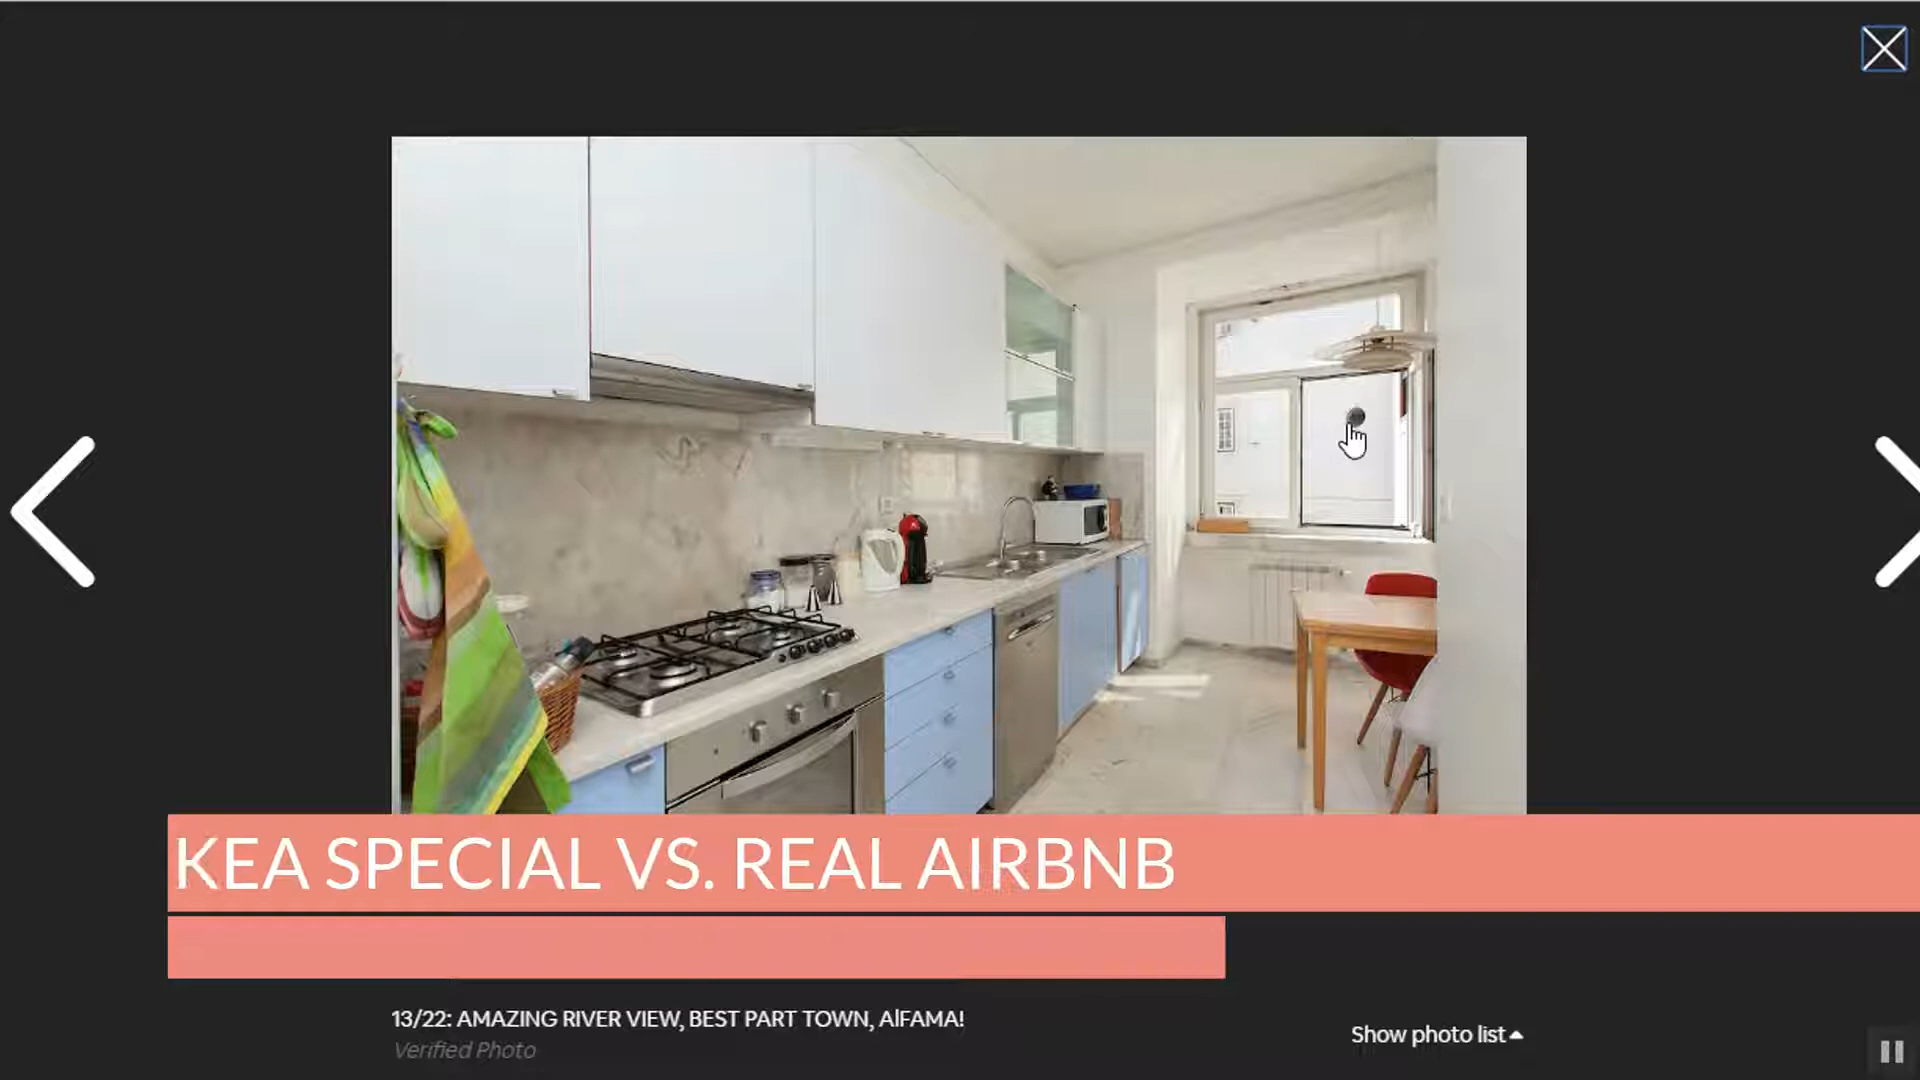 KEA SPECIAL VS. REAL AIRBNB
13/22: AMAZING RIVER VIEW, BEST PART TOWN, AlFAMA!
Verified Photo
Show photo list